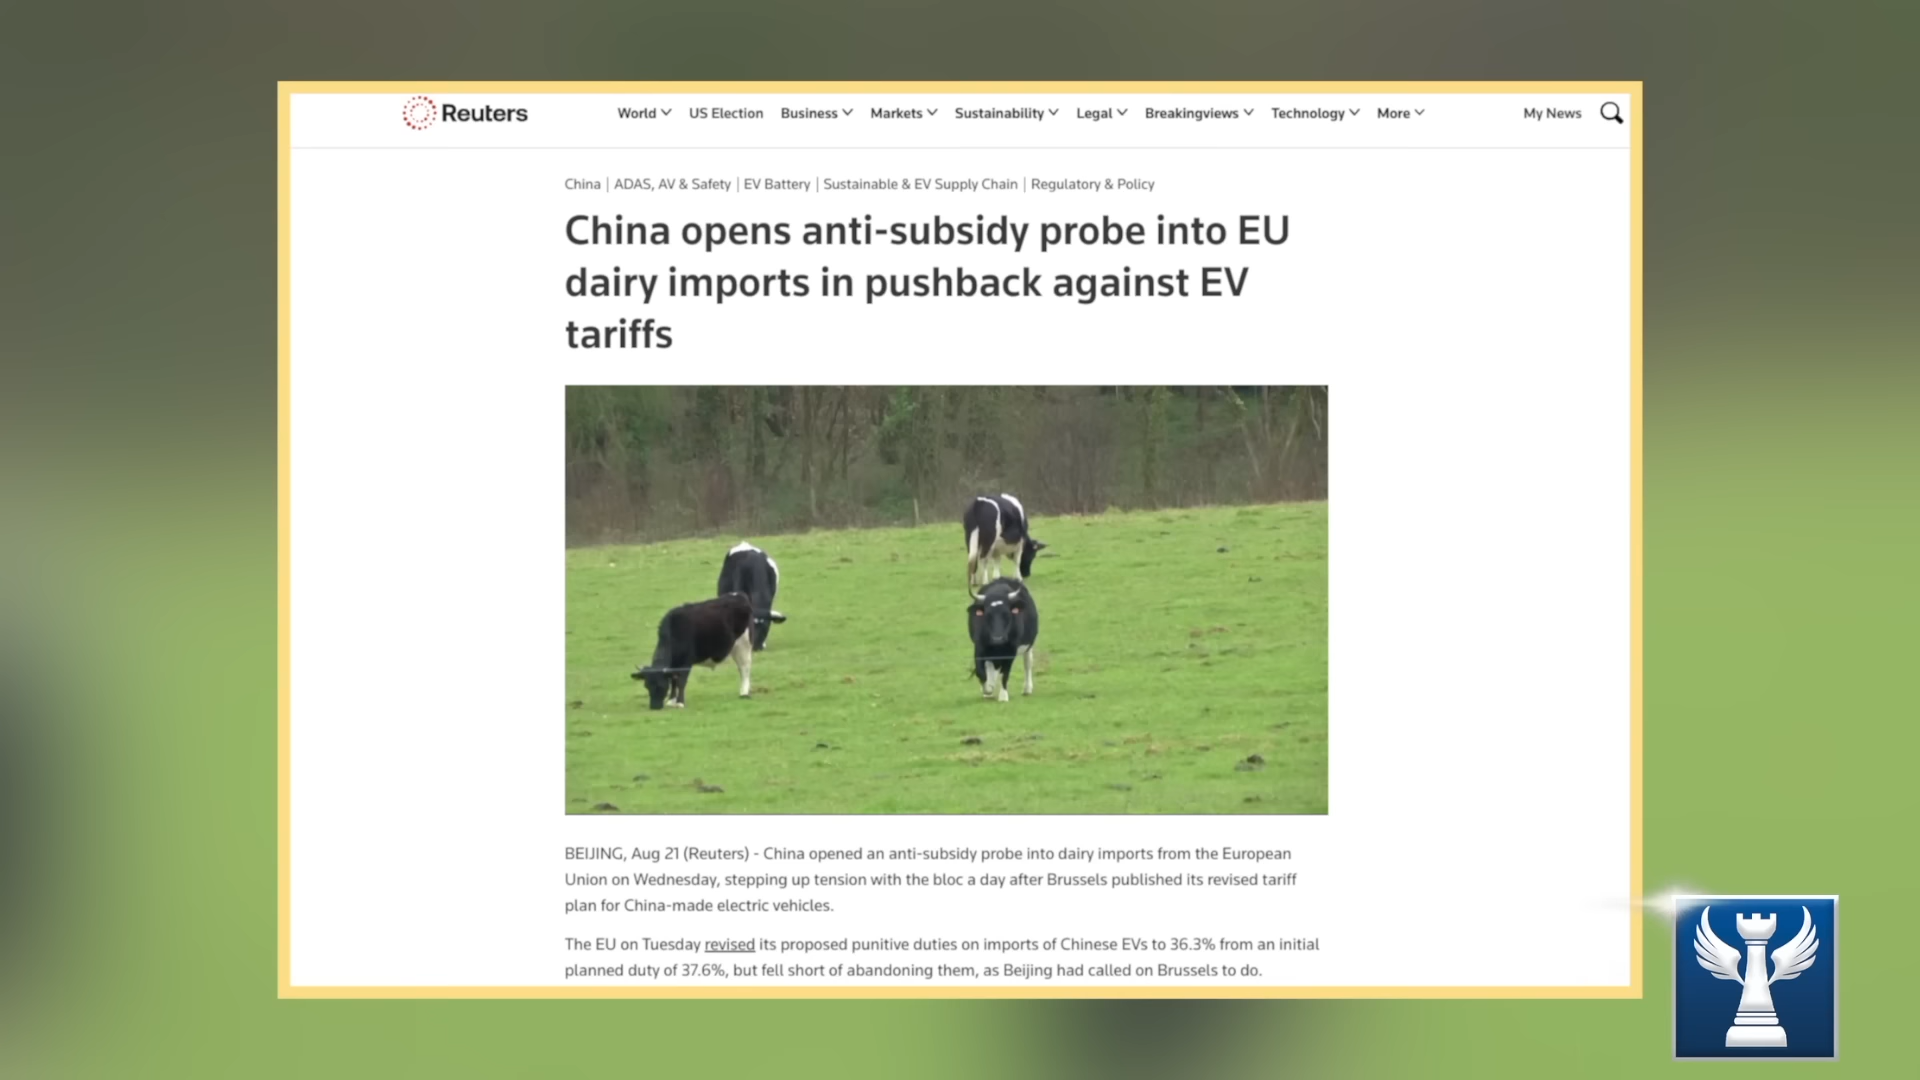 Reuters
World US Election Business Markets Sustainability Legal Breakingviews Technology More My News
China | ADAS, AV & Safety | EV Battery | Sustainable & EV Supply Chain | Regulatory & Policy
China opens anti-subsidy probe into EU
dairy imports in pushback against EV
tariffs
BEIJING, Aug 21 (Reuters) - China opened an anti-subsidy probe into dairy imports from the European
Union on Wednesday, stepping up tension with the bloc a day after Brussels published its revised tariff
plan for China-made electric vehicles.
The EU on Tuesday revised its proposed punitive duties on imports of Chinese EVs to 36.3% from an initial
planned duty of 37.6%, but fell short of abandoning them, as Beijing had called on Brussels to do.